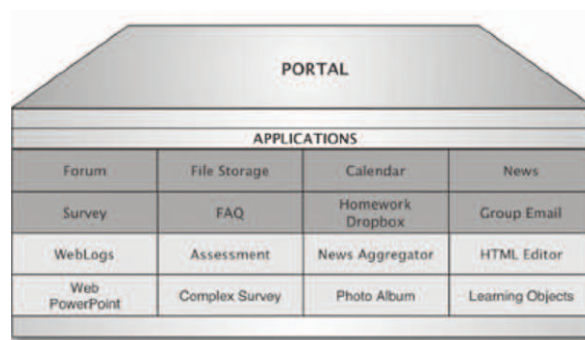 PORTAL
APPLICATIONS
Forum File Storage Calendar News
Survey FAQ Homework Dropbox Group Email
WebLogs Assessment News Aggregator HTML Editor
Web PowerPoint Complex Survey Photo Album Learning Objects